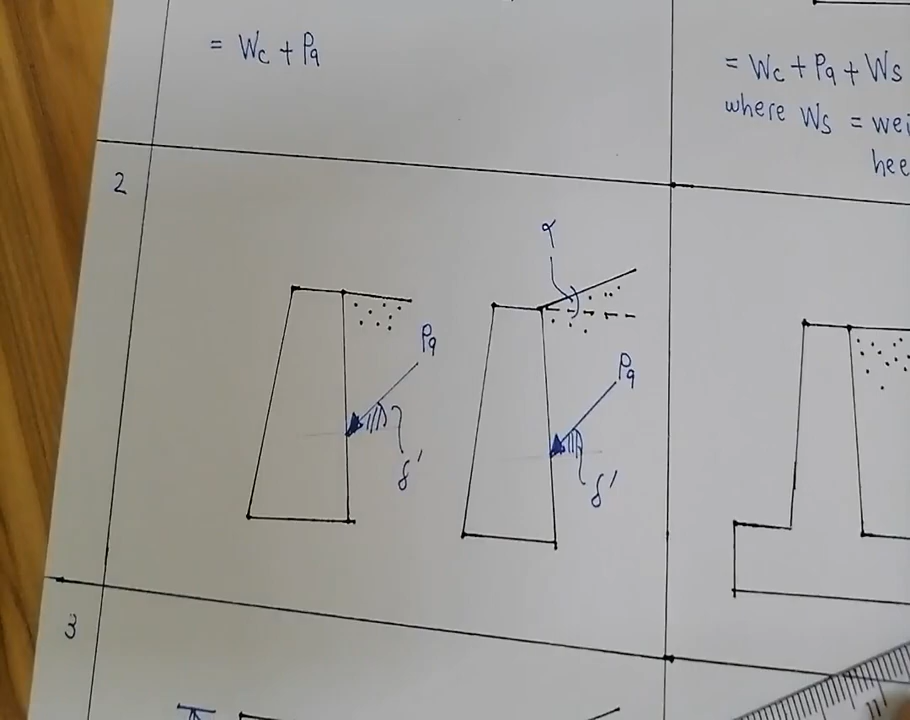 = Wc + Pa
= Wc + Pa + Ws
where Ws = wei
hee
2
α
Pa
Pa
δ'
δ'
3